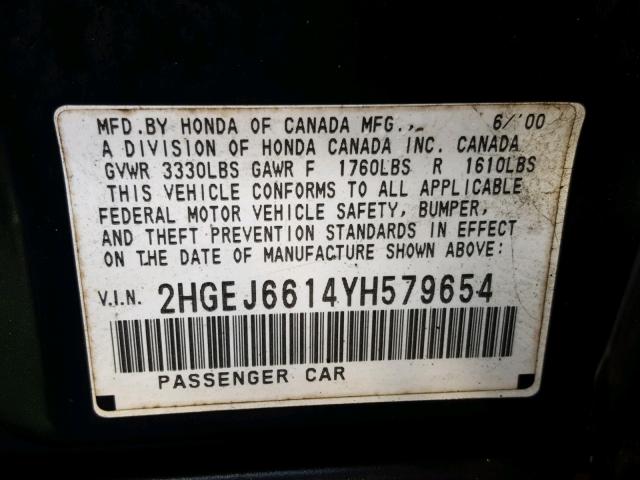 MFD. BY HONDA OF CANADA MFG., 6/'00
A DIVISION OF HONDA CANADA INC. CANADA
GVWR 3330LBS GAWR F 1760LBS R 1610LBS
THIS VEHICLE CONFORMS TO ALL APPLICABLE
FEDERAL MOTOR VEHICLE SAFETY, BUMPER,
AND THEFT PREVENTION STANDARDS IN EFFECT
ON THE DATE OF MANUFACTURE SHOWN ABOVE:
V.I.N. 2HGEJ6614YH579654
PASSENGER CAR